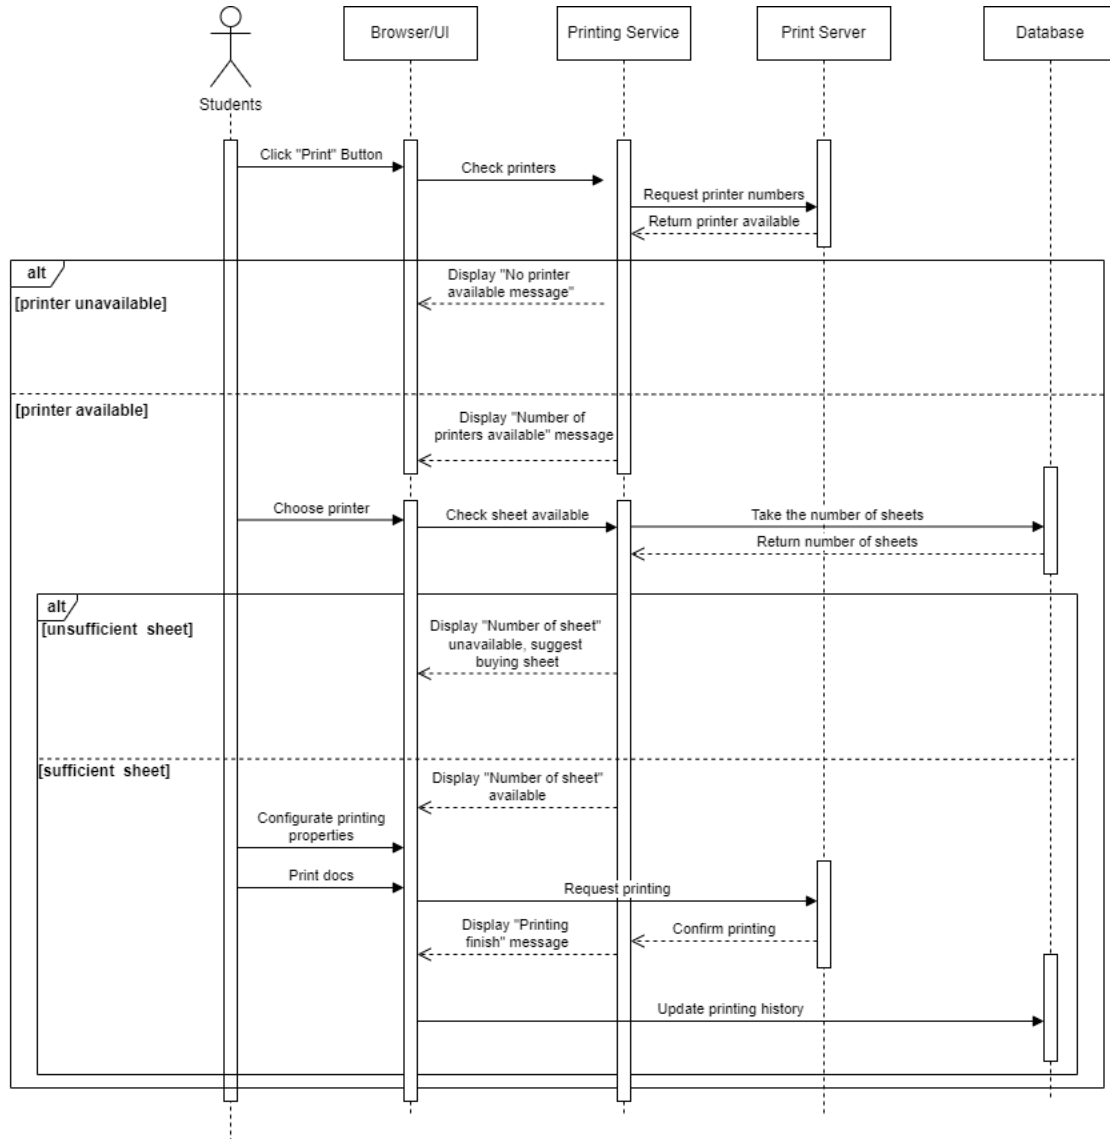 Students
Browser/UI
Printing Service
Print Server
Database
Click "Print" Button
Check printers
Request printer numbers
Return printer available
alt
[printer unavailable]
Display "No printer
available message"
[printer available]
Display "Number of
printers available" message
Choose printer
Check sheet available
Take the number of sheets
Return number of sheets
alt
[unsufficient sheet]
Display "Number of sheet"
unavailable, suggest
buying sheet
[sufficient sheet]
Display "Number of sheet"
available
Configurate printing
properties
Print docs
Request printing
Confirm printing
Display "Printing
finish" message
Update printing history